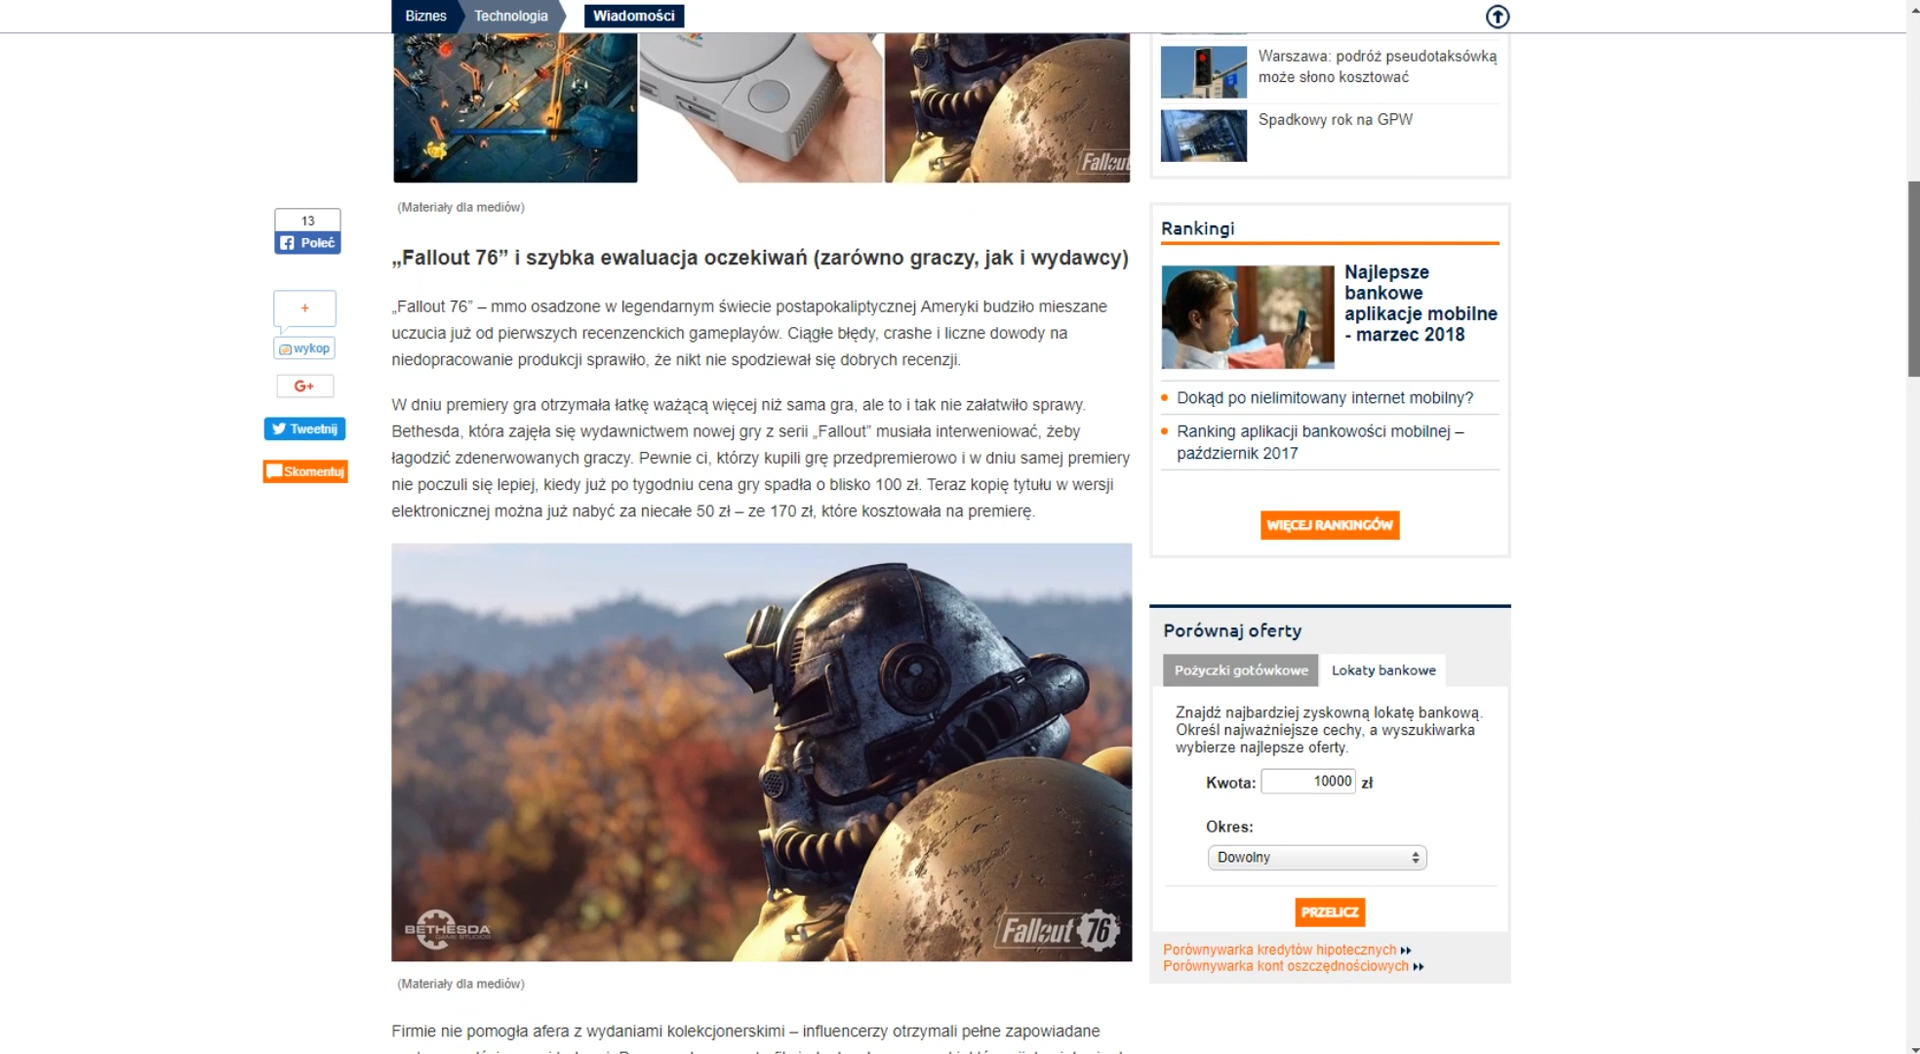 Biznes
Technologia
Wiadomości
Fallout
(Materiały dla mediów)
13
Poleć
+
wykop
G+
Tweetnij
Skomentuj
„Fallout 76” i szybka ewaluacja oczekiwań (zarówno graczy, jak i wydawcy)
„Fallout 76” – mmo osadzone w legendarnym świecie postapokaliptycznej Ameryki budziło mieszane
uczucia już od pierwszych recenzenckich gameplayów. Ciągłe błędy, crashe i liczne dowody na
niedopracowanie produkcji sprawiło, że nikt nie spodziewał się dobrych recenzji.
W dniu premiery gra otrzymała łatkę ważącą więcej niż sama gra, ale to i tak nie załatwiło sprawy.
Bethesda, która zajęła się wydawnictwem nowej gry z serii „Fallout” musiała interweniować, żeby
łagodzić zdenerwowanych graczy. Pewnie ci, którzy kupili grę przedpremierowo i w dniu samej premiery
nie poczuli się lepiej, kiedy już po tygodniu cena gry spadła o blisko 100 zł. Teraz kopię tytułu w wersji
elektronicznej można już nabyć za niecałe 50 zł – ze 170 zł, które kosztowała na premierę.
BETHESDA
GAME STUDIOS
Fallout 76
(Materiały dla mediów)
Firmie nie pomogła afera z wydaniami kolekcjonerskimi – influencerzy otrzymali pełne zapowiadane
Warszawa: podróż pseudotaksówką
może słono kosztować
Spadkowy rok na GPW
Rankingi
Najlepsze
bankowe
aplikacje mobilne
- marzec 2018
Dokąd po nielimitowany internet mobilny?
Ranking aplikacji bankowości mobilnej –
październik 2017
WIĘCEJ RANKINGÓW
Porównaj oferty
Pożyczki gotówkowe
Lokaty bankowe
Znajdź najbardziej zyskowną lokatę bankową.
Określ najważniejsze cechy, a wyszukiwarka
wybierze najlepsze oferty.
Kwota: 10000 zł
Okres:
Dowolny
PRZELICZ
Porównywarka kredytów hipotecznych
Porównywarka kont oszczędnościowych